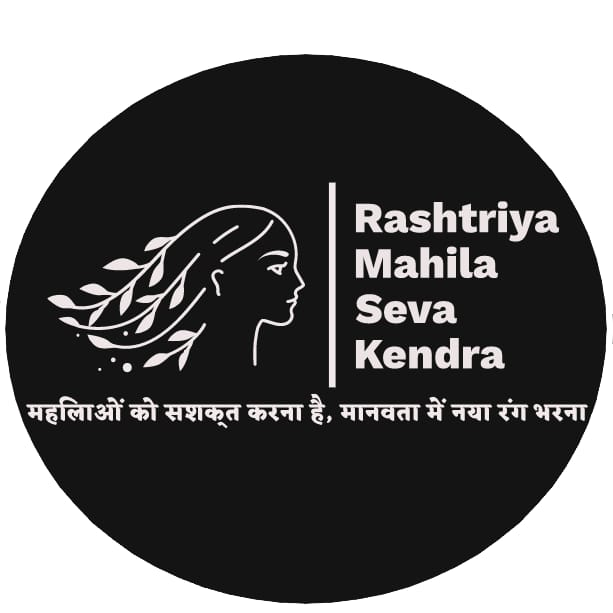 Rashtriya
Mahila
Seva
Kendra
महलिाओं को सशक्‌त करना है, मानवता में नया रंग भरना